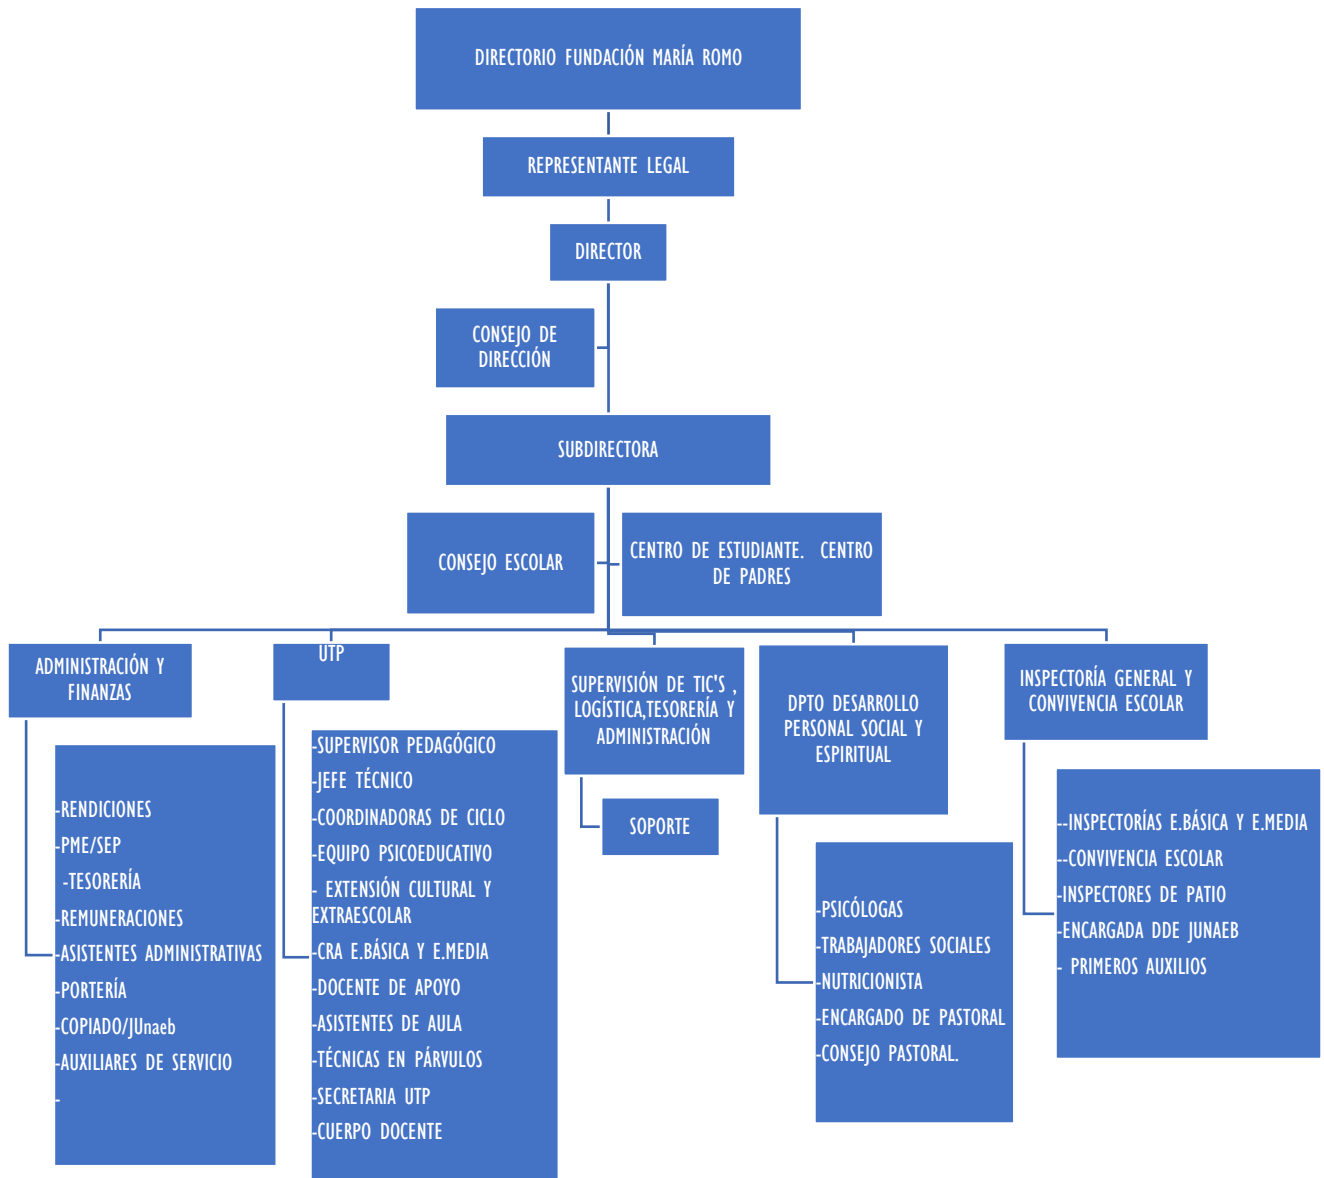 DIRECTORIO FUNDACIÓN MARÍA ROMO
REPRESENTANTE LEGAL
DIRECTOR
CONSEJO DE
DIRECCIÓN
SUBDIRECTORA
CONSEJO ESCOLAR
CENTRO DE ESTUDIANTE. CENTRO
DE PADRES
ADMINISTRACIÓN Y
FINANZAS
-RENDICIONES
-PME/SEP
-TESORERÍA
-REMUNERACIONES
-ASISTENTES ADMINISTRATIVAS
-PORTERÍA
-COPIADO/JUnaeb
-AUXILIARES DE SERVICIO
-
UTP
-SUPERVISOR PEDAGÓGICO
-JEFE TÉCNICO
-COORDINADORAS DE CICLO
-EQUIPO PSICOEDUCATIVO
- EXTENSIÓN CULTURAL Y
EXTRAESCOLAR
-CRA E.BÁSICA Y E.MEDIA
-DOCENTE DE APOYO
-ASISTENTES DE AULA
-TÉCNICAS EN PÁRVULOS
-SECRETARIA UTP
-CUERPO DOCENTE
SUPERVISIÓN DE TIC'S ,
LOGÍSTICA,TESORERÍA Y
ADMINISTRACIÓN
SOPORTE
DPTO DESARROLLO
PERSONAL SOCIAL Y
ESPIRITUAL
-PSICÓLOGAS
-TRABAJADORES SOCIALES
-NUTRICIONISTA
-ENCARGADO DE PASTORAL
-CONSEJO PASTORAL.
INSPECTORÍA GENERAL Y
CONVIVENCIA ESCOLAR
--INSPECTORÍAS E.BÁSICA Y E.MEDIA
--CONVIVENCIA ESCOLAR
-INSPECTORES DE PATIO
-ENCARGADA DDE JUNAEB
- PRIMEROS AUXILIOS